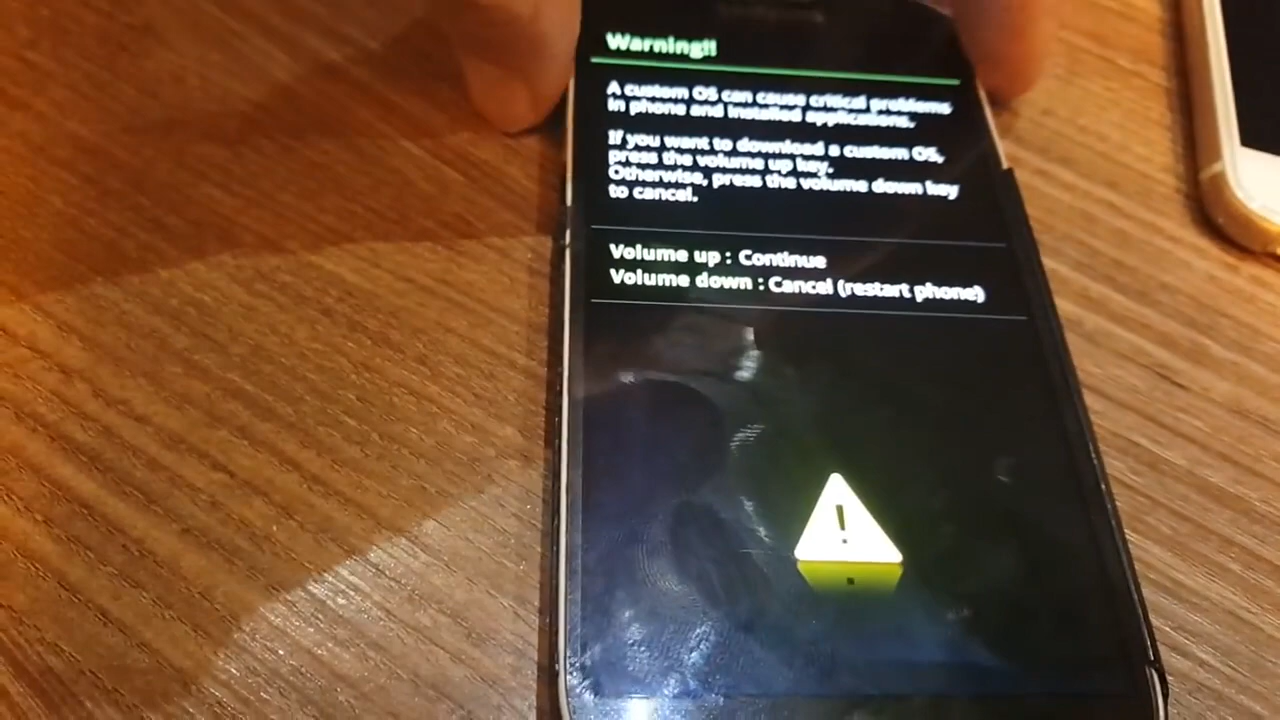 Warning!!
A custom OS can cause critical problems
in phone and installed applications.
If you want to download a custom OS,
press the volume up key.
Otherwise, press the volume down key
to cancel.
Volume up : Continue
Volume down : Cancel (restart phone)